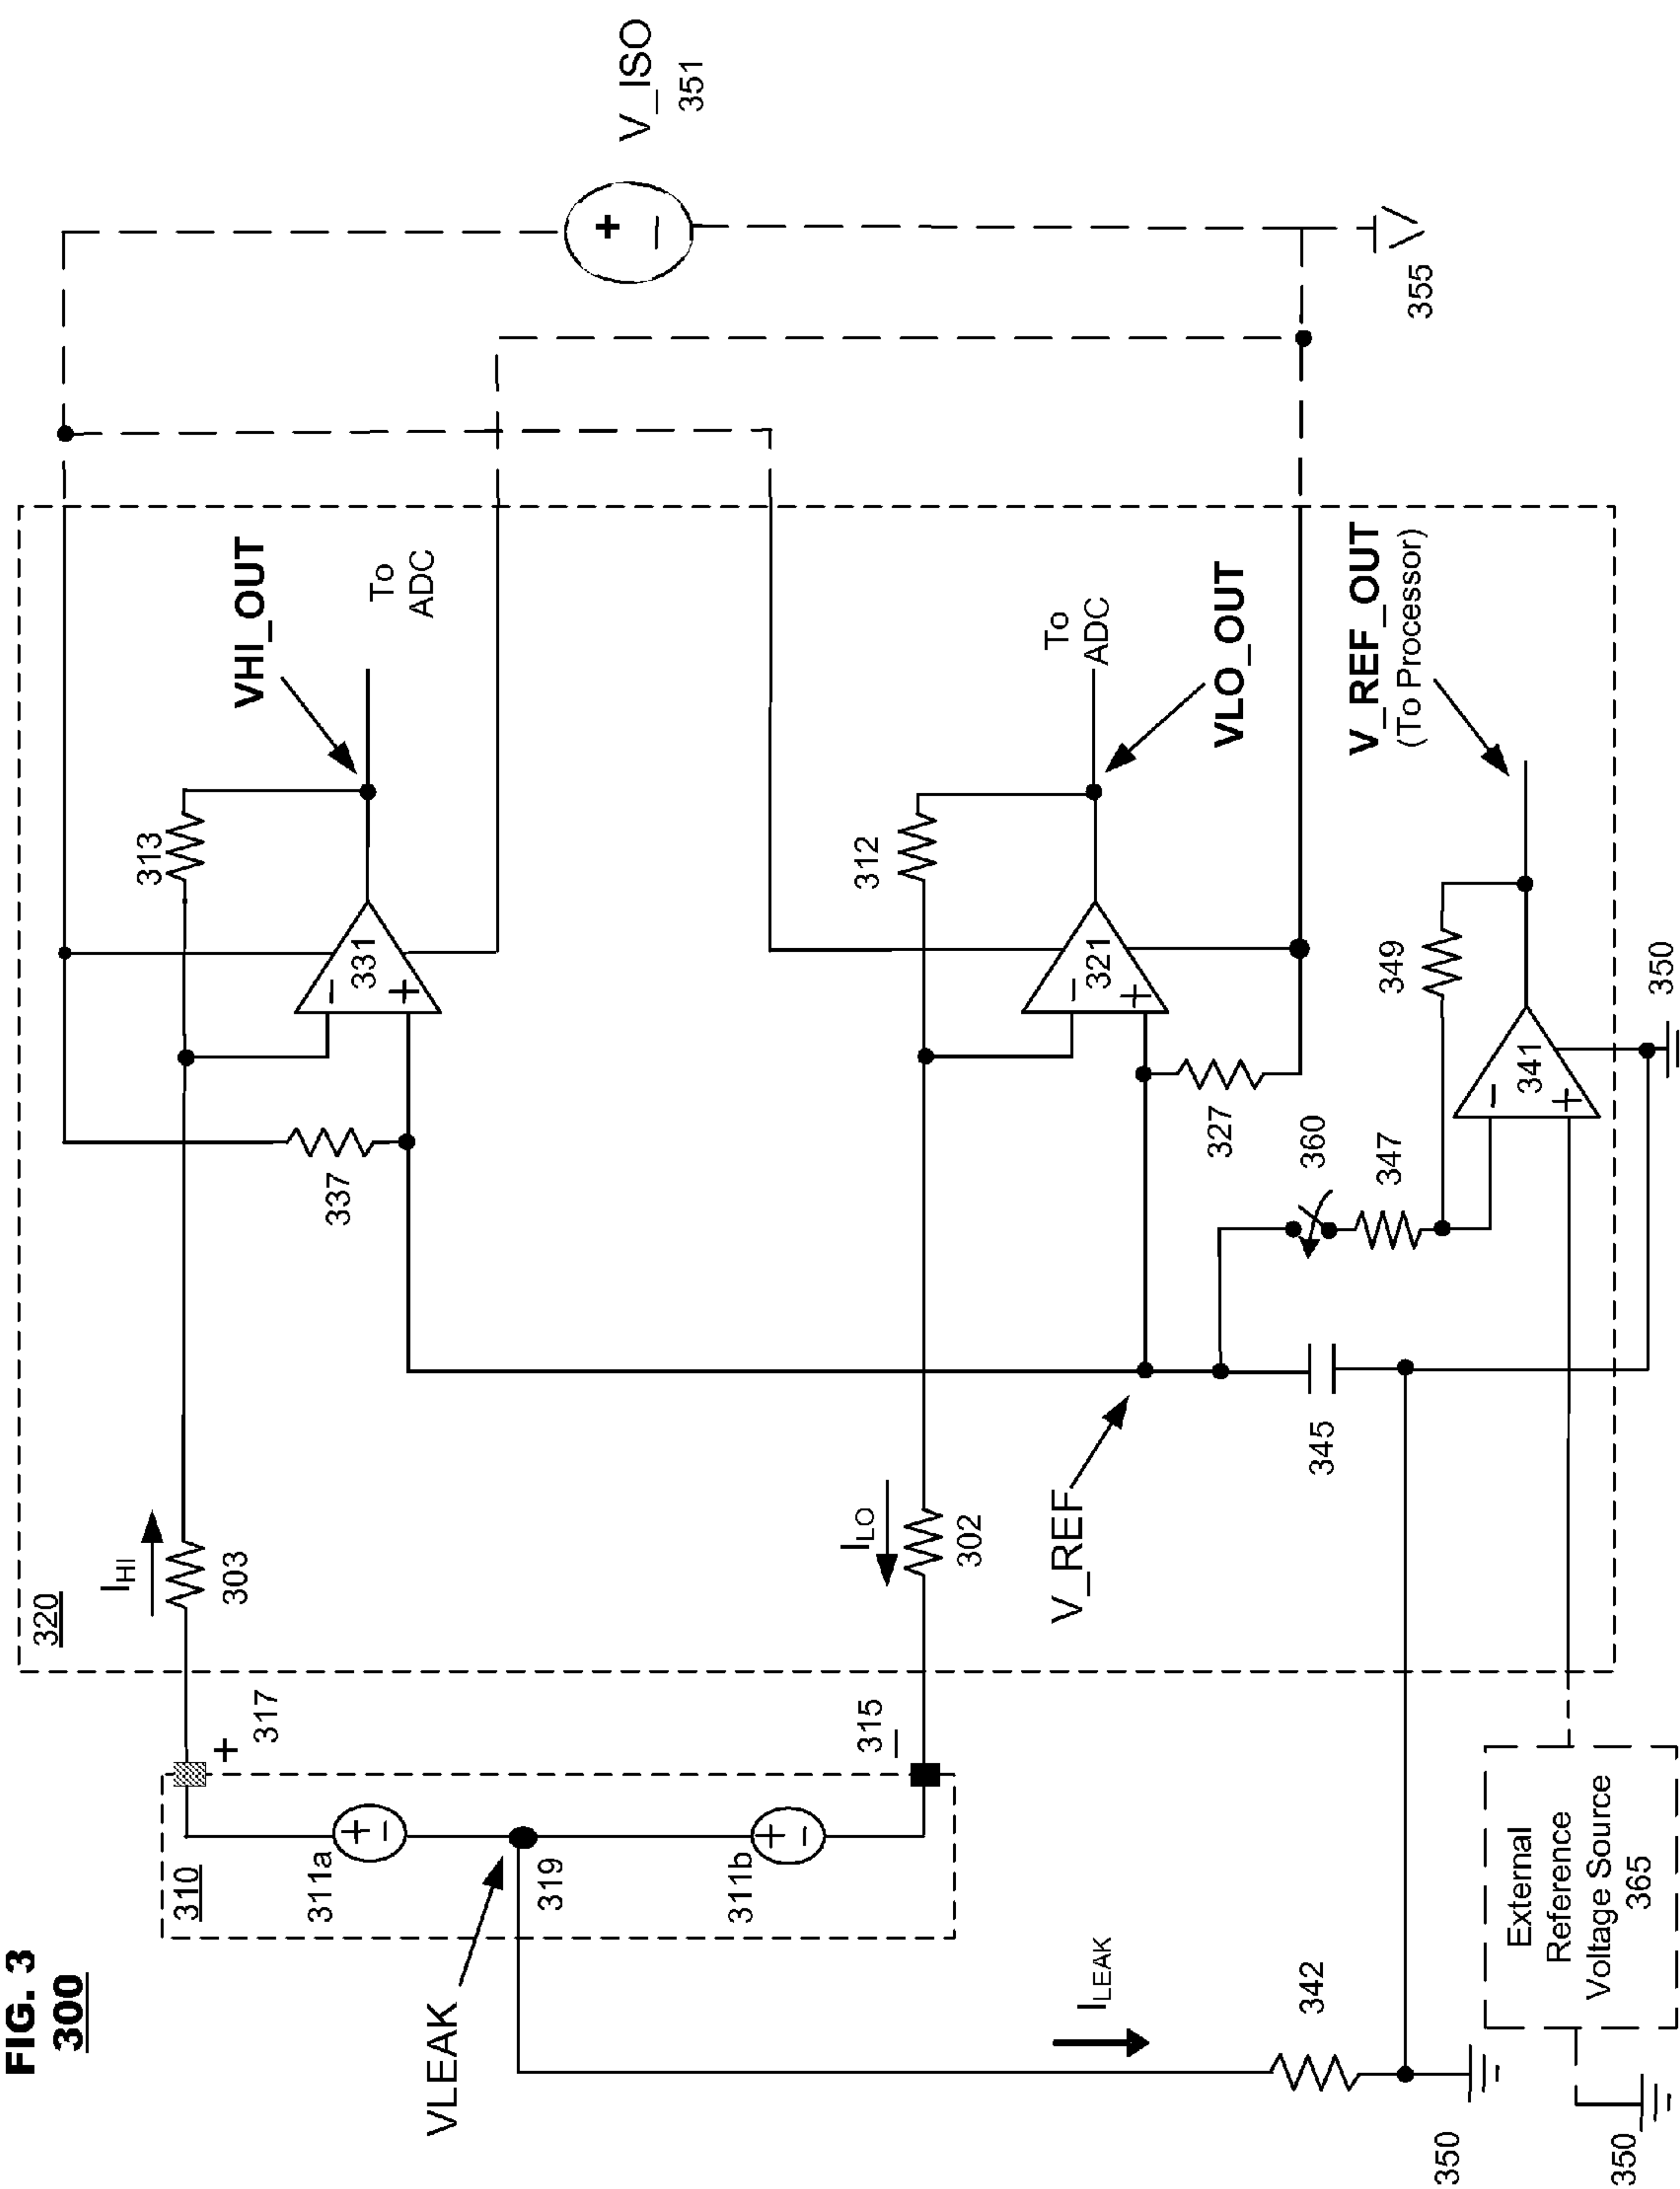 FIG. 3
300
320
310
I_HI
303
317
+
313
337
331
−
+
VHI_OUT
To
ADC
V_ISO
351
+
−
311a
+
−
VLEAK
319
311b
+
−
315
−
I_LO
302
312
321
−
+
To
ADC
VLO_OUT
327
355
V_REF
I_LEAK
342
345
360
347
349
341
−
+
V_REF_OUT
(To Processor)
350
350
External
Reference
Voltage Source
365
350